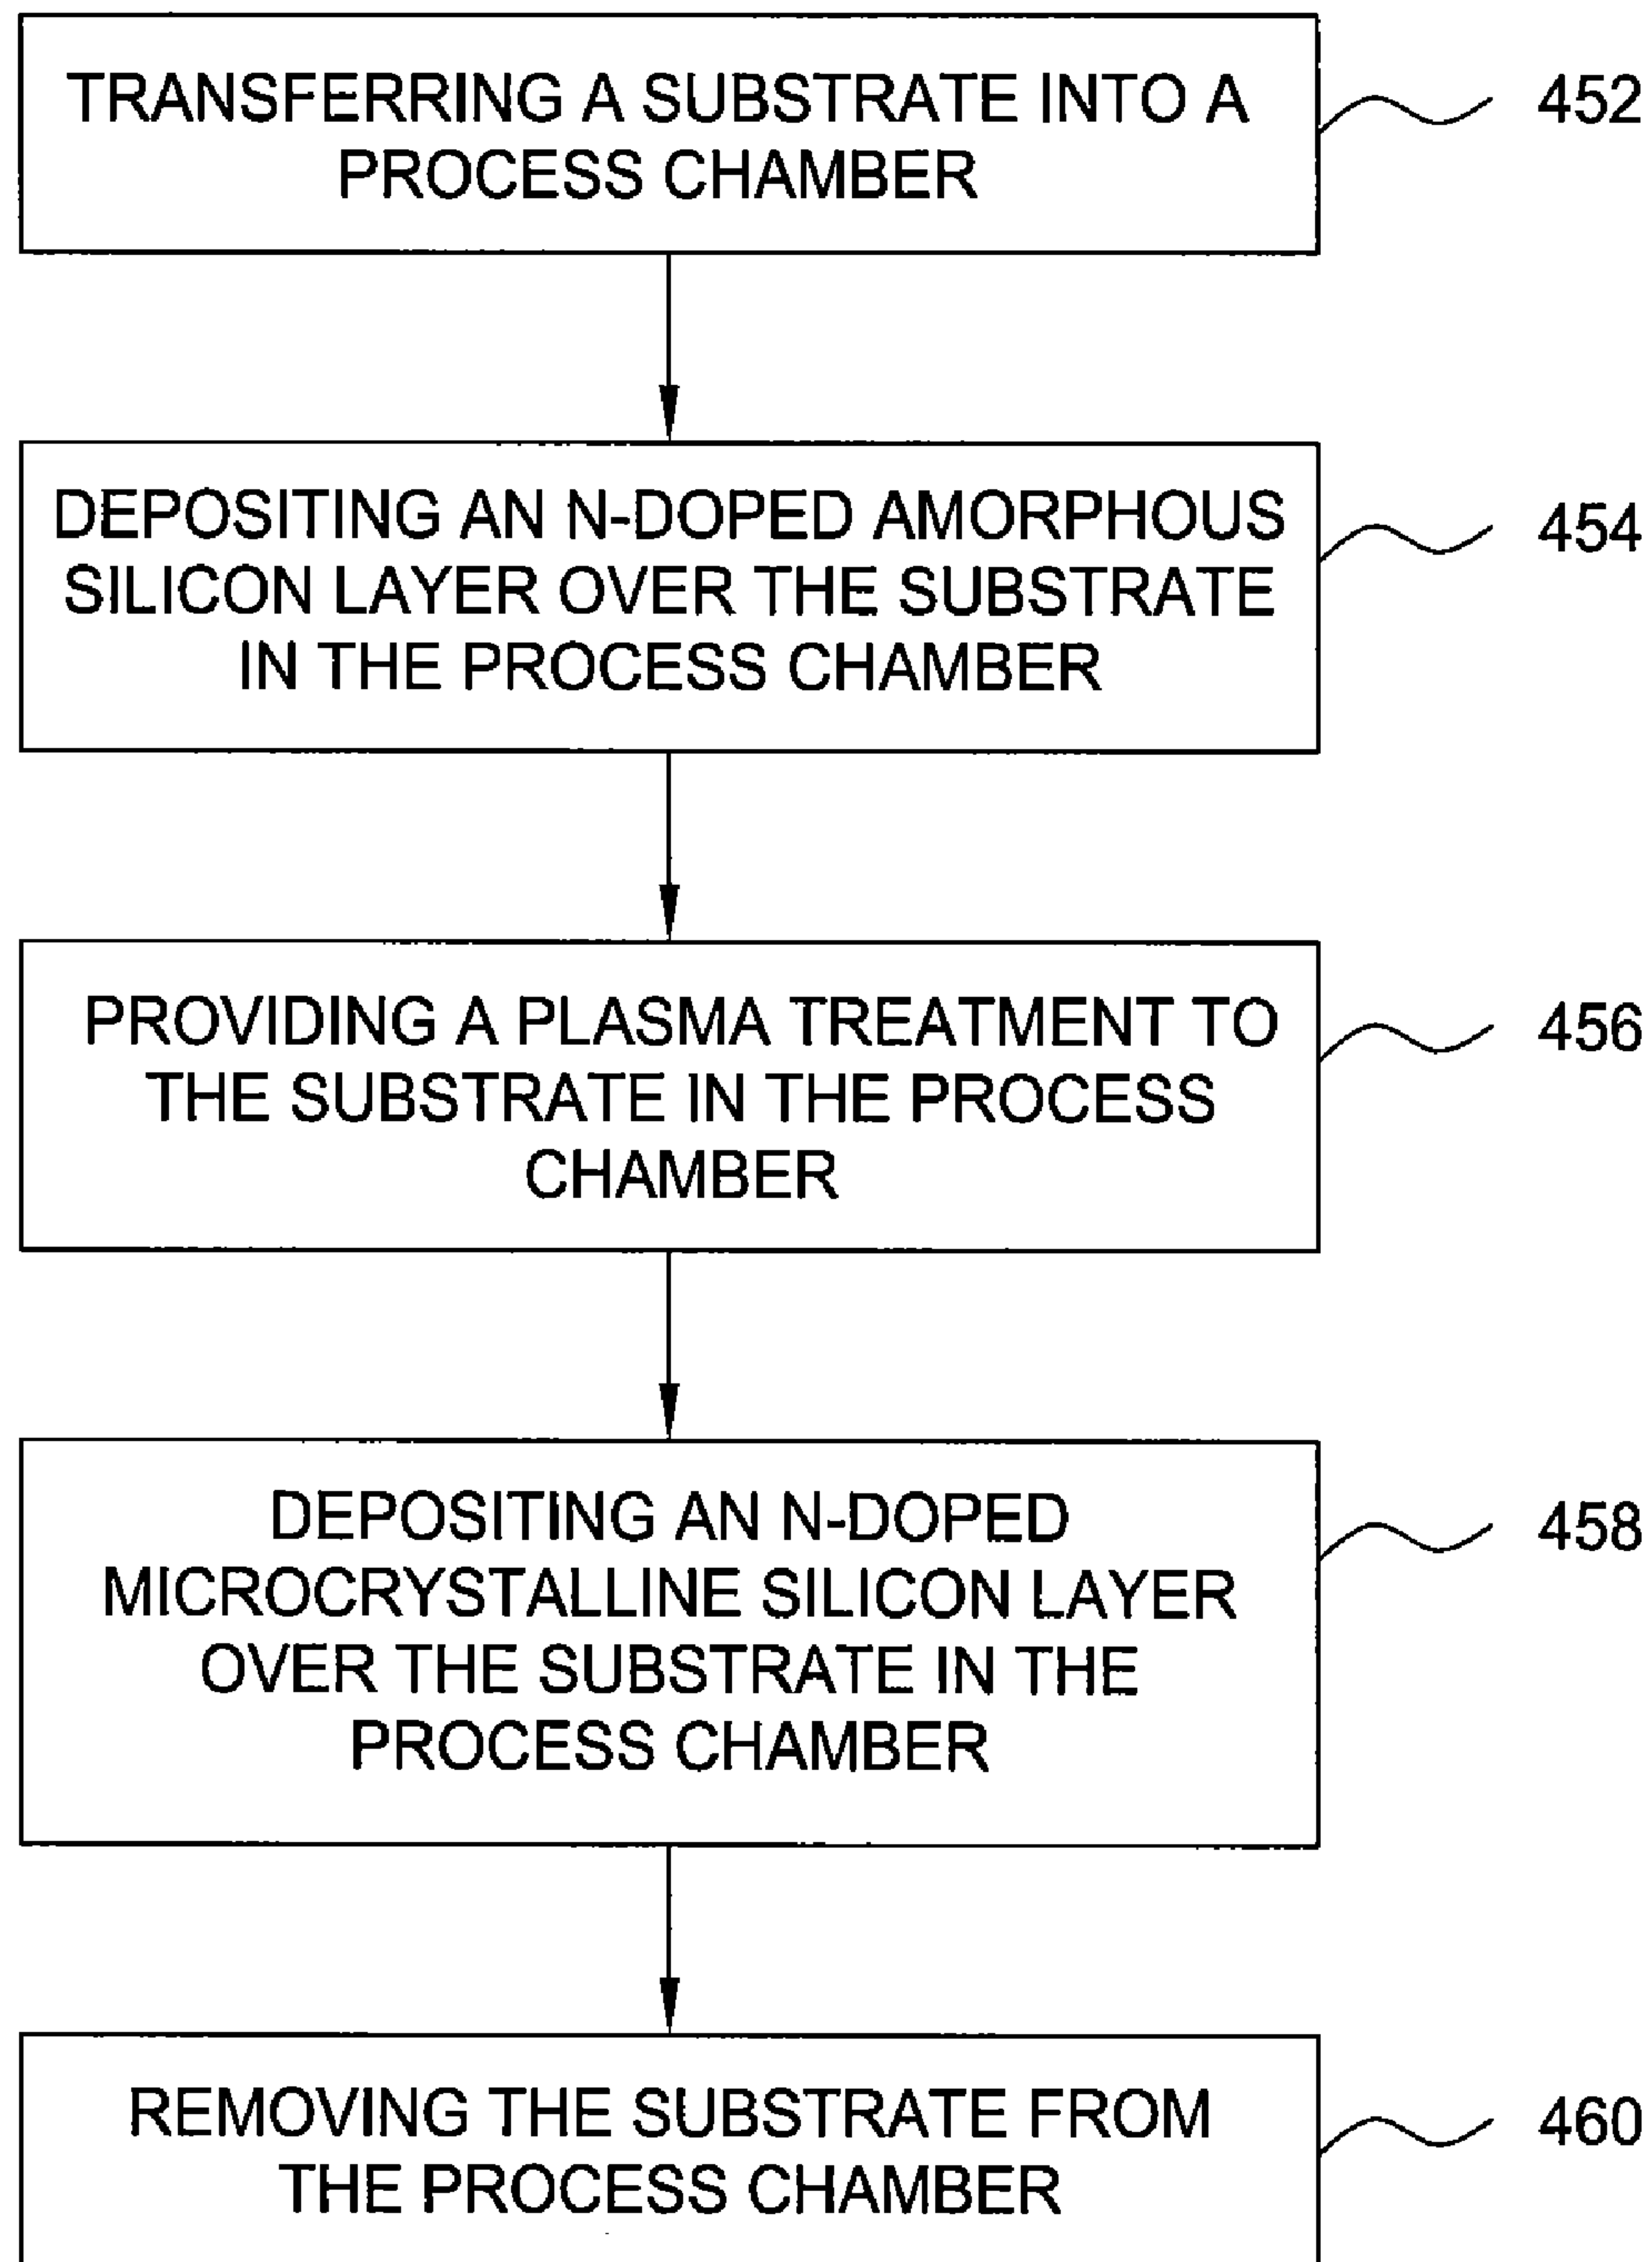 TRANSFERRING A SUBSTRATE INTO A
PROCESS CHAMBER
452
DEPOSITING AN N-DOPED AMORPHOUS
SILICON LAYER OVER THE SUBSTRATE
IN THE PROCESS CHAMBER
454
PROVIDING A PLASMA TREATMENT TO
THE SUBSTRATE IN THE PROCESS
CHAMBER
456
DEPOSITING AN N-DOPED
MICROCRYSTALLINE SILICON LAYER
OVER THE SUBSTRATE IN THE
PROCESS CHAMBER
458
REMOVING THE SUBSTRATE FROM
THE PROCESS CHAMBER
460